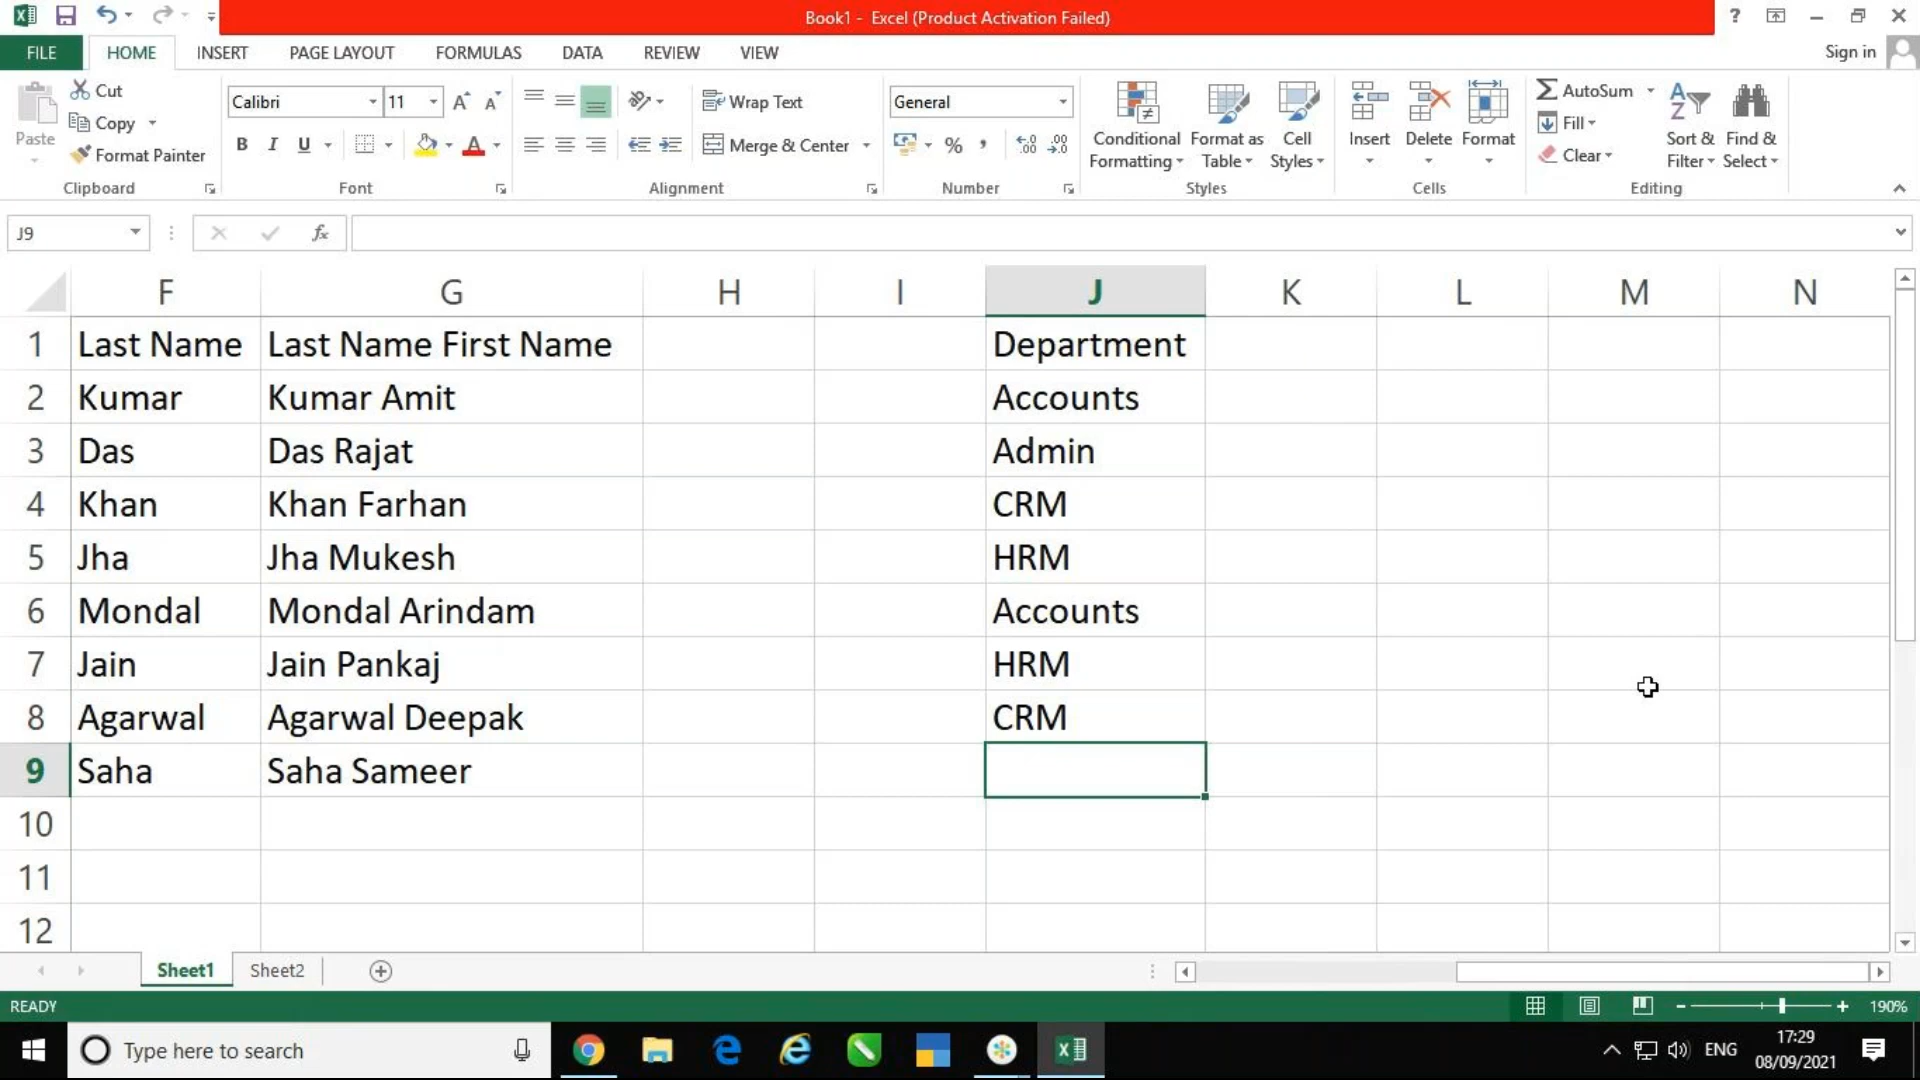 Book1 - Excel (Product Activation Failed)
?
FILE HOME INSERT PAGE LAYOUT FORMULAS DATA REVIEW VIEW Sign in
Paste
Cut
Copy
Format Painter
Clipboard
Calibri 11
B I U
Font
Wrap Text
Merge & Center
Alignment
General
%
Number
Conditional Formatting
Format as Table
Cell Styles
Styles
Insert Delete Format
Cells
AutoSum
Fill
Clear
Sort & Filter
Find & Select
Editing
J9 fx
F G H I J K L M N
1 Last Name Last Name First Name Department
2 Kumar Kumar Amit Accounts
3 Das Das Rajat Admin
4 Khan Khan Farhan CRM
5 Jha Jha Mukesh HRM
6 Mondal Mondal Arindam Accounts
7 Jain Jain Pankaj HRM
8 Agarwal Agarwal Deepak CRM
9 Saha Saha Sameer
10
11
12
Sheet1 Sheet2
READY 190%
Type here to search
ENG
17:29
08/09/2021